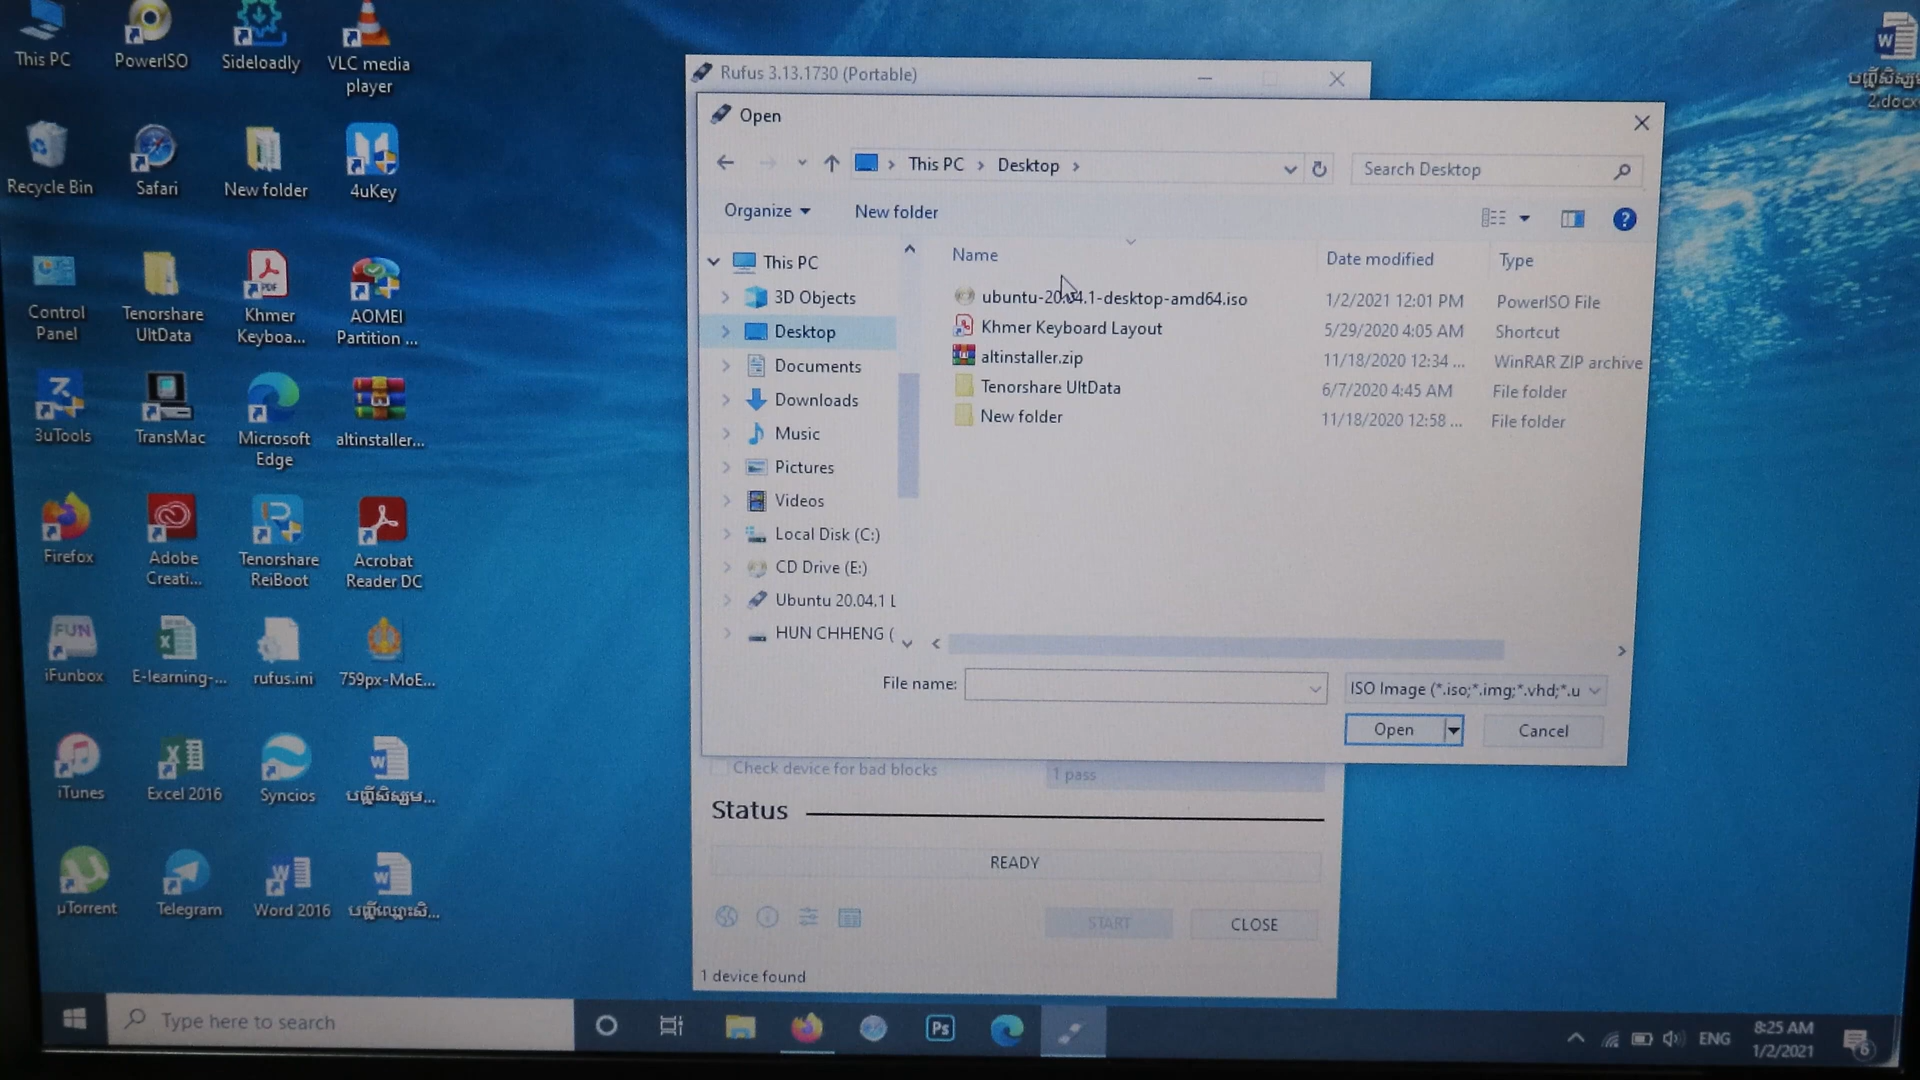 This PC
PowerISO
Sideloadly
VLC media
player
Recycle Bin
Safari
New folder
4uKey
Control
Panel
Tenorshare
UltData
Khmer
Keyboa...
AOMEI
Partition ...
3uTools
TransMac
Microsoft
Edge
altinstaller...
Firefox
Adobe
Creati...
Tenorshare
ReiBoot
Acrobat
Reader DC
iFunbox
E-learning-...
rufus.ini
759px-MoE...
iTunes
Excel 2016
Syncios
µTorrent
Telegram
Word 2016
2.docx
Rufus 3.13.1730 (Portable)
Open
This PC > Desktop >
Search Desktop
Organize
New folder
This PC
3D Objects
Desktop
Documents
Downloads
Music
Pictures
Videos
Local Disk (C:)
CD Drive (E:)
Ubuntu 20.04.1 L
HUN CHHENG (
Name Date modified Type
ubuntu-20.04.1-desktop-amd64.iso 1/2/2021 12:01 PM PowerISO File
Khmer Keyboard Layout 5/29/2020 4:05 AM Shortcut
altinstaller.zip 11/18/2020 12:34 ... WinRAR ZIP archive
Tenorshare UltData 6/7/2020 4:45 AM File folder
New folder 11/18/2020 12:58 ... File folder
File name:
ISO Image (*.iso;*.img;*.vhd;*.u
Open
Cancel
Check device for bad blocks
1 pass
Status
READY
START
CLOSE
1 device found
Type here to search
Ps
ENG
8:25 AM
1/2/2021
6